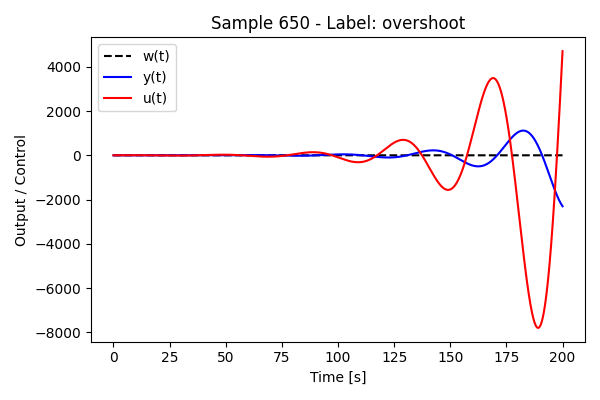 Sample 650 - Label: overshoot
w(t)
y(t)
u(t)
Output / Control
4000
2000
0
−2000
−4000
−6000
−8000
0 25 50 75 100 125 150 175 200
Time [s]